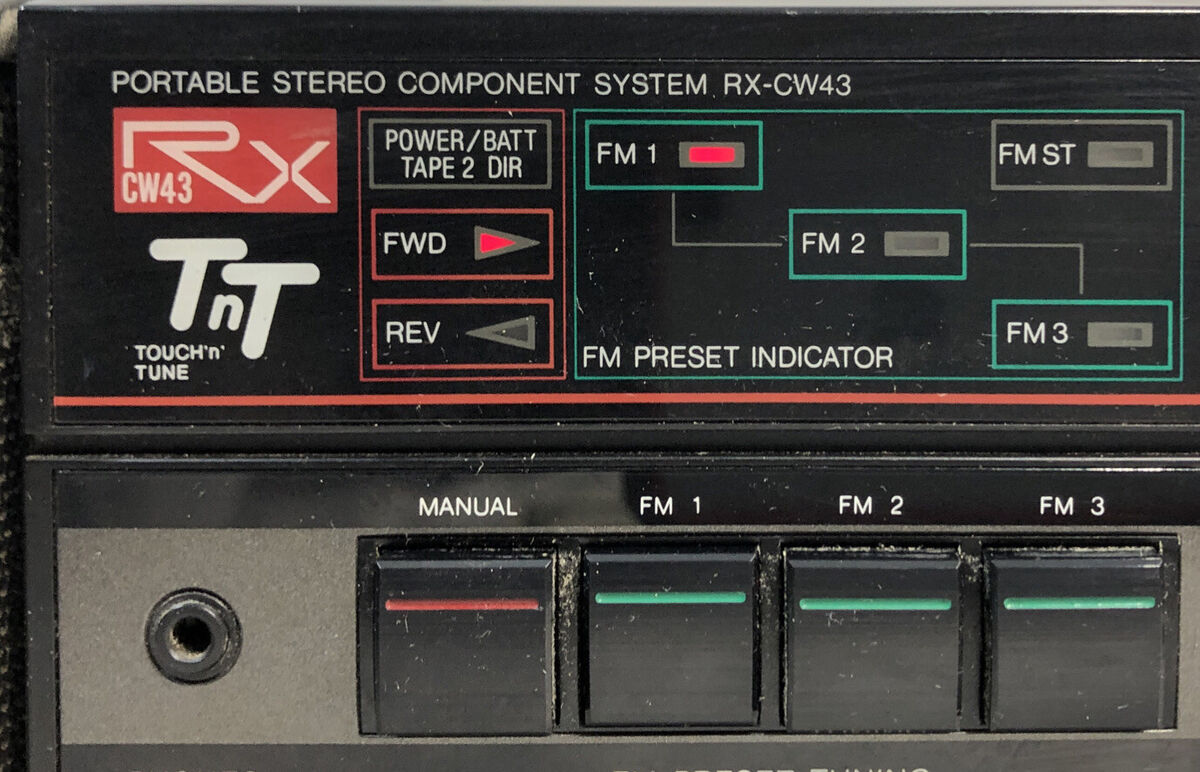 PORTABLE STEREO COMPONENT SYSTEM RX-CW43
RX
CW43
TnT
TOUCH'n'
TUNE
POWER/BATT
TAPE 2 DIR
FWD
REV
FM 1
FM ST
FM 2
FM 3
FM PRESET INDICATOR
MANUAL
FM 1
FM 2
FM 3